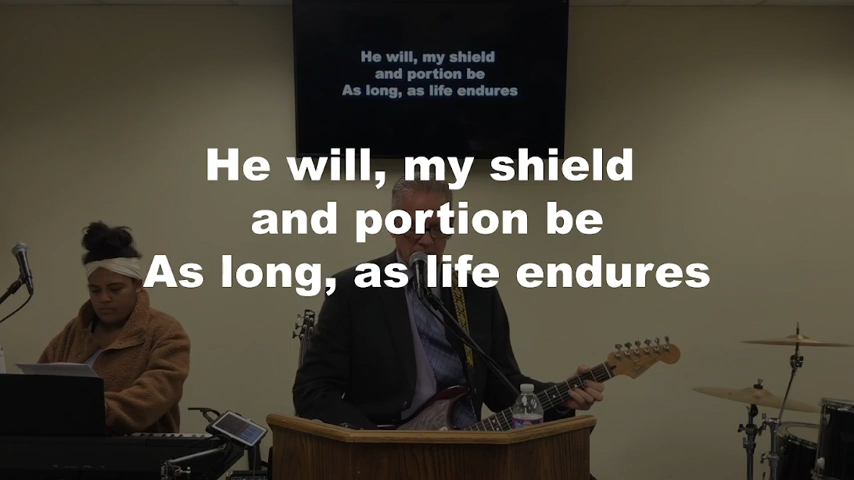 He will, my shield
and portion be
As long, as life endures
He will, my shield
and portion be
As long, as life endures